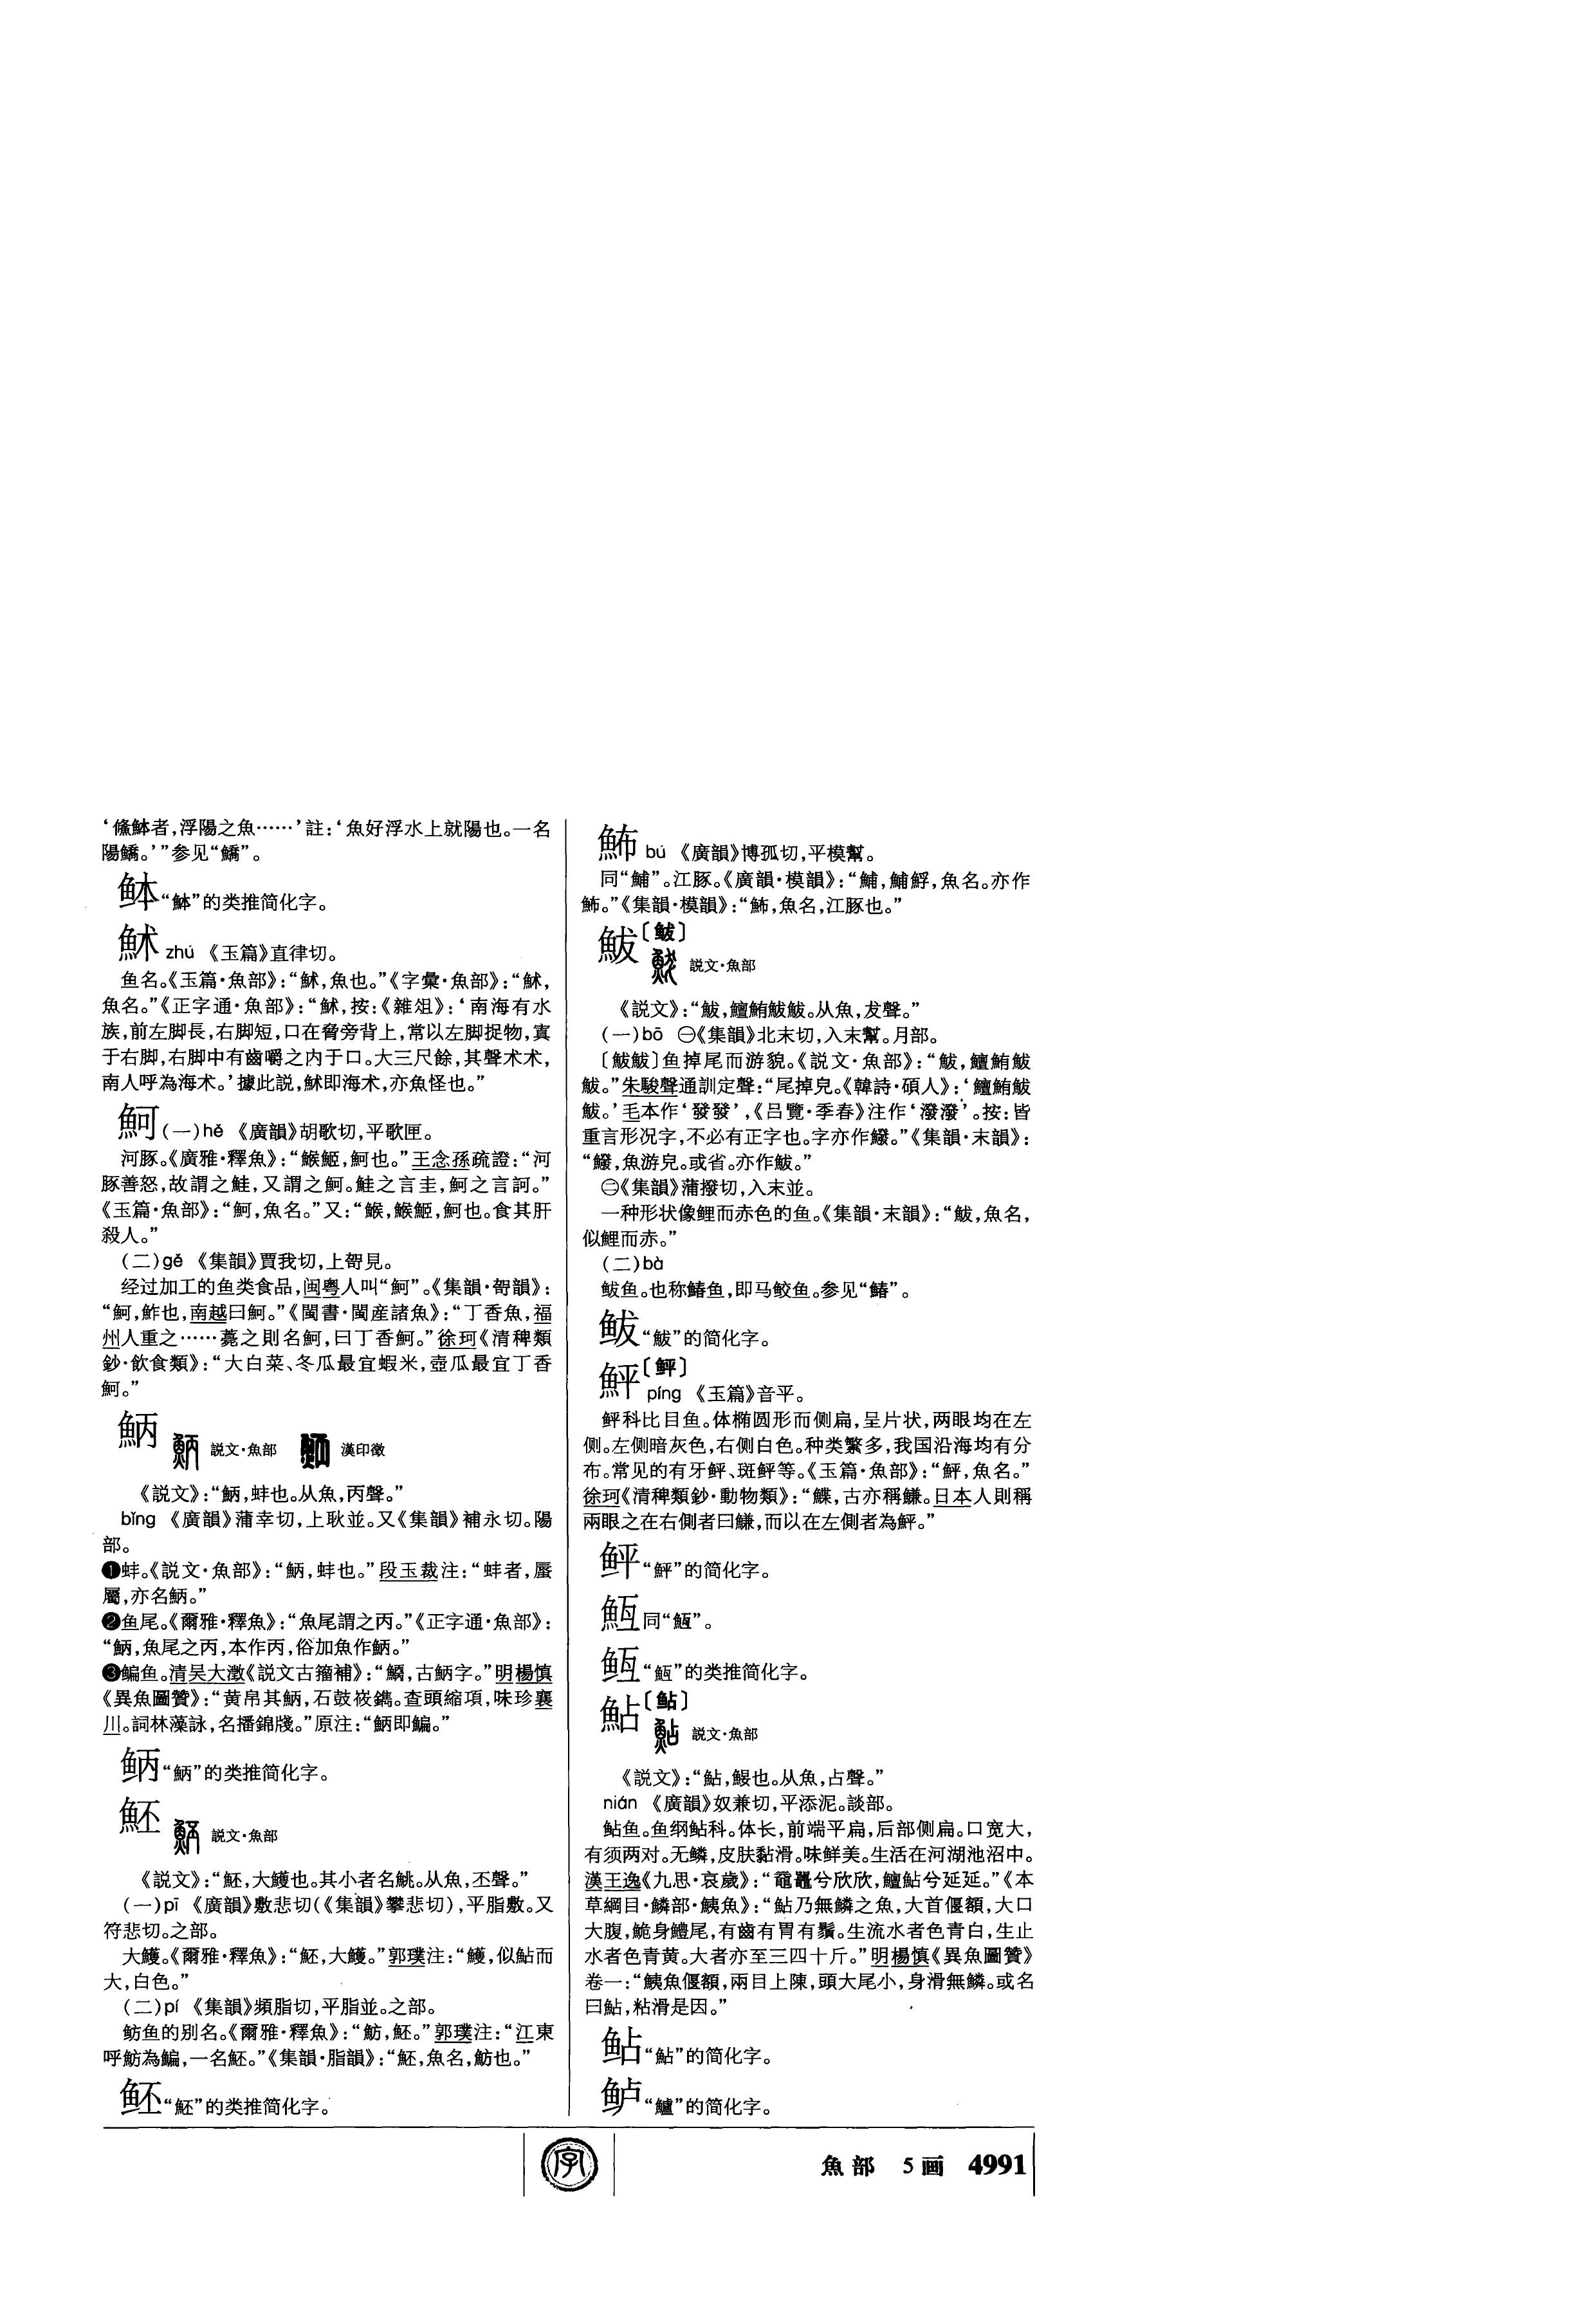 ‘鯈䱁者，浮陽之魚……’註：‘魚好浮水上就陽也。一名
陽鱎。’”参见“鱎”。
“䱁”的类推简化字。
𩶄 zhú 《玉篇》直律切。
鱼名。《玉篇·魚部》：“𩶄，魚也。”《字彙·魚部》：“𩶄，
魚名。”《正字通·魚部》：“𩶄，按：《雜俎》：‘南海有水
族，前左脚長，右脚短，口在脅旁背上，常以左脚捉物，寘
于右脚，右脚中有齒嚼之内于口。大三尺餘，其聲术术，
南人呼為海术。’據此説，𩶄即海术，亦魚怪也。”
魺（一）hě 《廣韻》胡歌切，平歌匣。
河豚。《廣雅·釋魚》：“鯸䱌，魺也。”王念孫疏證：“河
豚善怒，故謂之鮭，又謂之魺。鮭之言圭，魺之言訶。”
《玉篇·魚部》：“魺，魚名。”又：“鯸，鯸䱌，魺也。食其肝
殺人。”
（二）gě 《集韻》賈我切，上哿見。
经过加工的鱼类食品，闽粤人叫“魺”。《集韻·哿韻》：
“魺，鮓也，南越曰魺。”《閩書·閩産諸魚》：“丁香魚，福
州人重之……薧之則名魺，曰丁香魺。”徐珂《清稗類
鈔·飲食類》：“大白菜、冬瓜最宜蝦米，壺瓜最宜丁香
魺。”
鮩
説文·魚部 漢印徵
《説文》：“鮩，蚌也。从魚，丙聲。”
bǐng 《廣韻》蒲幸切，上耿並。又《集韻》補永切。陽
部。
❶蚌。《説文·魚部》：“鮩，蚌也。”段玉裁注：“蚌者，蜃
屬，亦名鮩。”
❷鱼尾。《爾雅·釋魚》：“魚尾謂之丙。”《正字通·魚部》：
“鮩，魚尾之丙，本作丙，俗加魚作鮩。”
❸鳊鱼。清吴大澂《説文古籀補》：“，古鮩字。”明楊慎
《異魚圖贊》：“黄帛其鮩，石鼓峳鐫。查頭縮項，味珍襄
川。詞林藻詠，名播錦牋。”原注：“鮩即鯿。”
“鮩”的类推简化字。
魾
説文·魚部
《説文》：“魾，大鱯也。其小者名鮡。从魚，丕聲。”
（一）pī 《廣韻》敷悲切（《集韻》攀悲切），平脂敷。又
符悲切。之部。
大鱯。《爾雅·釋魚》：“魾，大鱯。”郭璞注：“鱯，似鮎而
大，白色。”
（二）pí 《集韻》頻脂切，平脂並。之部。
鲂鱼的别名。《爾雅·釋魚》：“魴，魾。”郭璞注：“江東
呼魴為鯿，一名魾。”《集韻·脂韻》：“魾，魚名，魴也。”
“魾”的类推简化字。
鈽 bū 《廣韻》博孤切，平模幫。
同“鯆”。江豚。《廣韻·模韻》：“鯆，鯆䱐，魚名。亦作
䱛。”《集韻·模韻》：“䱛，魚名，江豚也。”
鮁〔鲅〕
説文·魚部
《説文》：“鮁，鱣鮪鮁鮁。从魚，犮聲。”
（一）bō ㊀《集韻》北末切，入末幫。月部。
〔鮁鮁〕鱼掉尾而游貌。《説文·魚部》：“鮁，鱣鮪鮁
鮁。”朱駿聲通訓定聲：“尾掉皃。《韓詩·碩人》：‘鱣鮪鮁
鮁。’毛本作‘發發’，《吕覽·季春》注作‘潑潑’。按：皆
重言形况字，不必有正字也。字亦作鱍。”《集韻·末韻》：
“鱍，魚游皃。或省。亦作鮁。”
㊁《集韻》蒲撥切，入末並。
一种形状像鲤而赤色的鱼。《集韻·末韻》：“鮁，魚名，
似鯉而赤。”
（二）bà
鲅鱼。也称䲠鱼，即马鲛鱼。参见“䲠”。
鲅“鮁”的简化字。
鮃〔鲆〕
píng 《玉篇》音平。
鲆科比目鱼。体椭圆形而侧扁，呈片状，两眼均在左
侧。左侧暗灰色，右侧白色。种类繁多，我国沿海均有分
布。常见的有牙鲆、斑鲆等。《玉篇·魚部》：“鮃，魚名。”
徐珂《清稗類鈔·動物類》：“鰈，古亦稱鰜。日本人則稱
兩眼之在右側者曰鰜，而以在左側者為鮃。”
鲆“鮃”的简化字。
同“䱍”。
“䱍”的类推简化字。
鮎〔鲇〕
説文·魚部
《説文》：“鮎，鰋也。从魚，占聲。”
nián 《廣韻》奴兼切，平添泥。談部。
鲇鱼。鱼纲鲇科。体长，前端平扁，后部侧扁。口宽大，
有须两对。无鳞，皮肤黏滑。味鲜美。生活在河湖池沼中。
漢王逸《九思·哀歲》：“黿鼉兮欣欣，鱣鮎兮延延。”《本
草綱目·鱗部·鮧魚》：“鮎乃無鱗之魚，大首偃額，大口
大腹，鮠身鱧尾，有齒有胃有鬚。生流水者色青白，生止
水者色青黄。大者亦至三四十斤。”明楊慎《異魚圖贊》
卷一：“鮧魚偃額，兩目上陳，頭大尾小，身滑無鱗。或名
曰鮎，粘滑是因。”
鲇“鮎”的简化字。
鲈“鱸”的简化字。
字
魚部 5画 4991